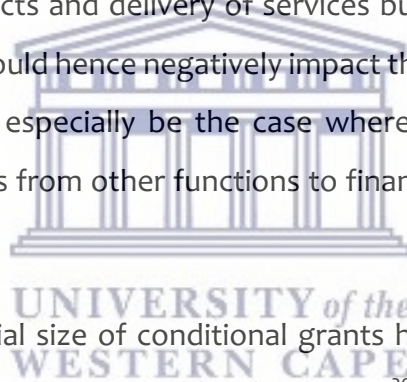 cts and delivery of services bu
ould hence negatively impact th
especially be the case where
s from other functions to finan
UNIVERSITY of the
ial size of conditional grants h
WESTERN CAPE